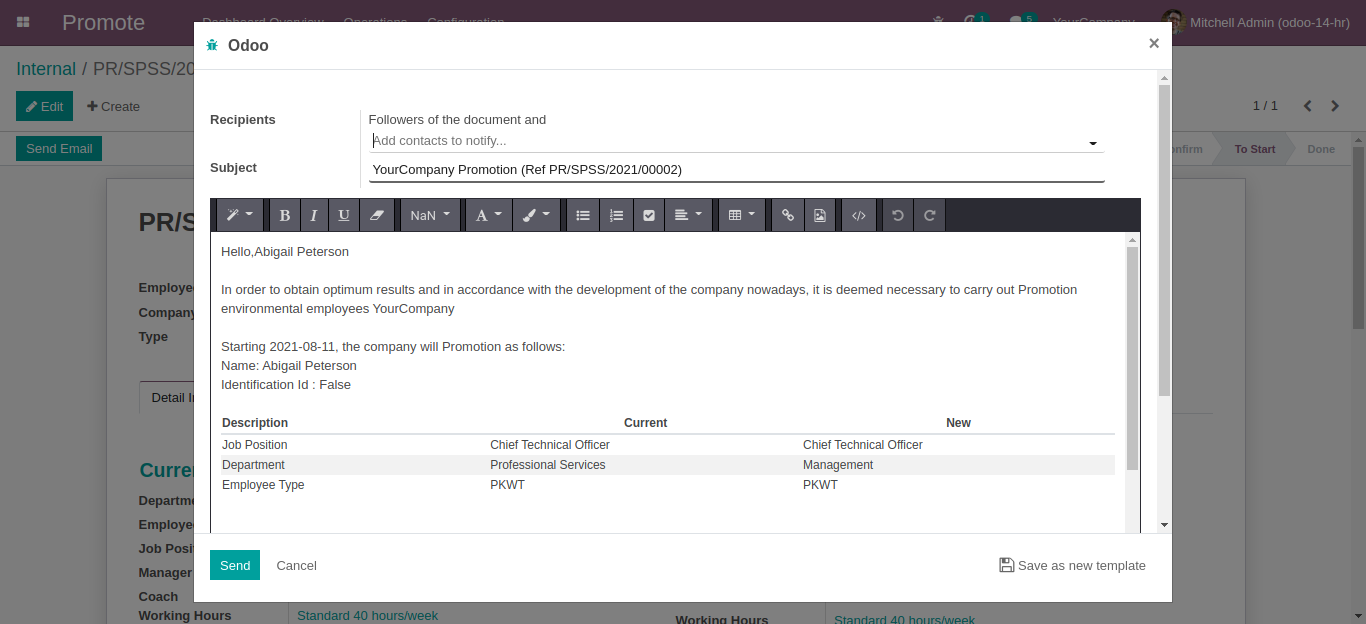 Promote Dashboard Overview Operations Configuration 1 5 YourCompany Mitchell Admin (odoo-14-hr)
Odoo ×
Internal / PR/SPSS/20
Edit Create 1 / 1
Recipients Followers of the document and
Add contacts to notify...
Send Email onfirm To Start Done
Subject YourCompany Promotion (Ref PR/SPSS/2021/00002)
PR/S
B I U NaN A </>
Hello,Abigail Peterson
Employe
In order to obtain optimum results and in accordance with the development of the company nowadays, it is deemed necessary to carry out Promotion
Company
environmental employees YourCompany
Type
Starting 2021-08-11, the company will Promotion as follows:
Name: Abigail Peterson
Identification Id : False
Detail I
Description Current New
Job Position Chief Technical Officer Chief Technical Officer
Department Professional Services Management
Curre
Employee Type PKWT PKWT
Departme
Employe
Job Posi
Send Cancel Save as new template
Manager
Coach
Working Hours Standard 40 hours/week
Working Hours Standard 40 hours/week